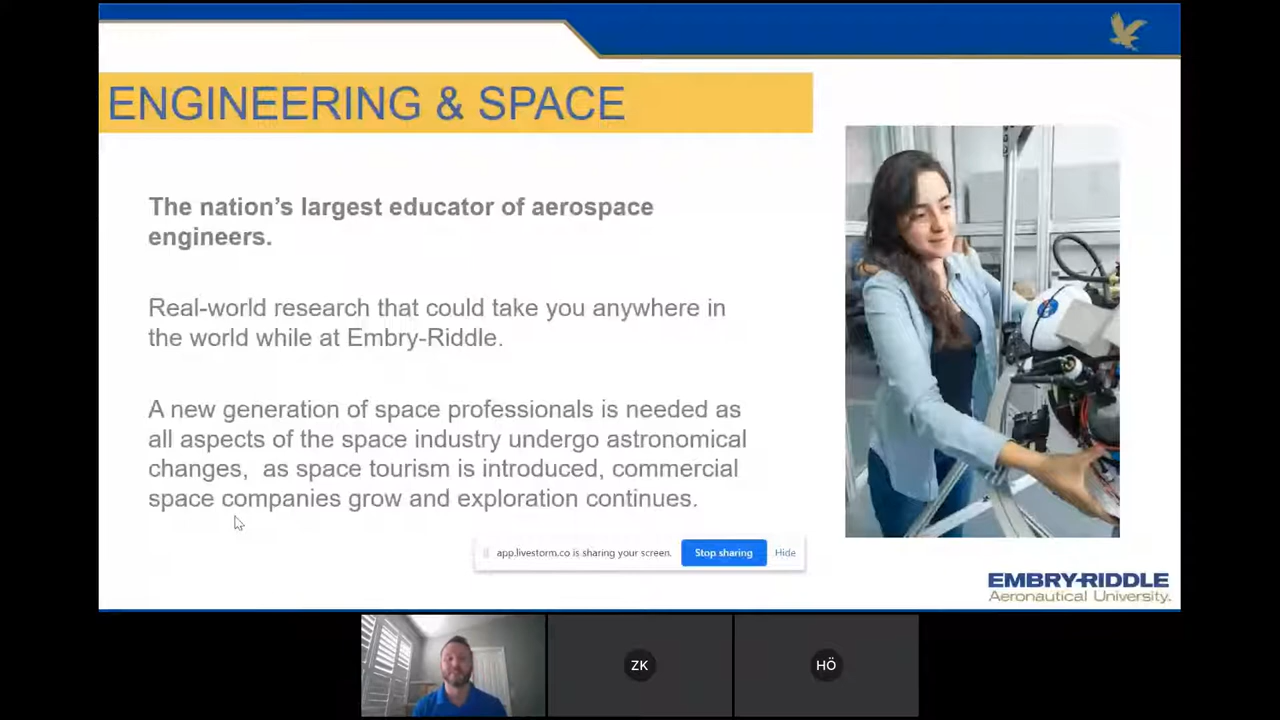 ENGINEERING & SPACE
The nation's largest educator of aerospace
engineers.
Real-world research that could take you anywhere in
the world while at Embry-Riddle.
A new generation of space professionals is needed as
all aspects of the space industry undergo astronomical
changes,  as space tourism is introduced, commercial
space companies grow and exploration continues.
app.livestorm.co is sharing your screen.
Stop sharing
Hide
EMBRY-RIDDLE
Aeronautical University.
ZK
HÖ